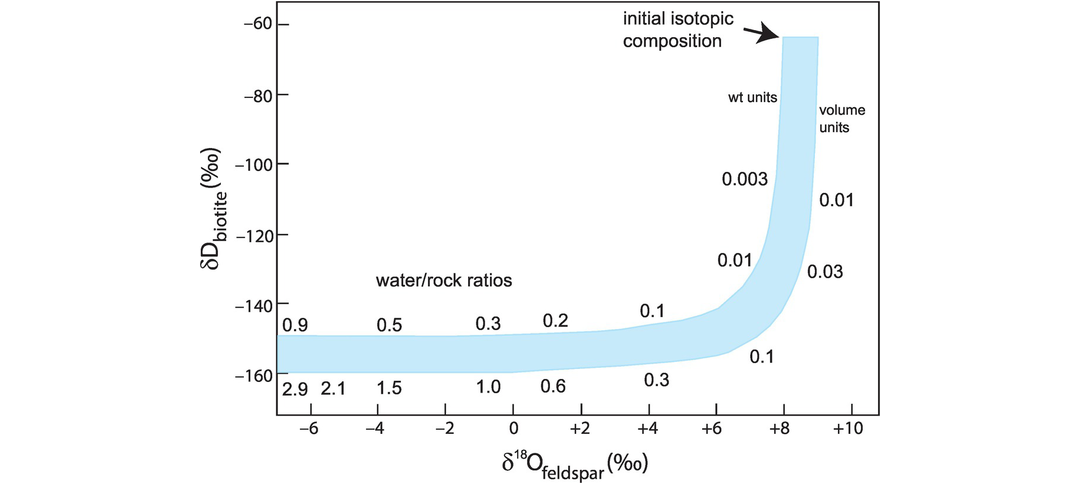 initial isotopic
composition
−60
−80
−100
−120
−140
−160
δDbiotite(‰)
wt units
volume
units
0.003
0.01
0.01
0.03
water/rock ratios
0.9 0.5 0.3 0.2 0.1
0.1
2.9 2.1 1.5 1.0 0.6 0.3
−6 −4 −2 0 +2 +4 +6 +8 +10
δ¹⁸Ofeldspar(‰)